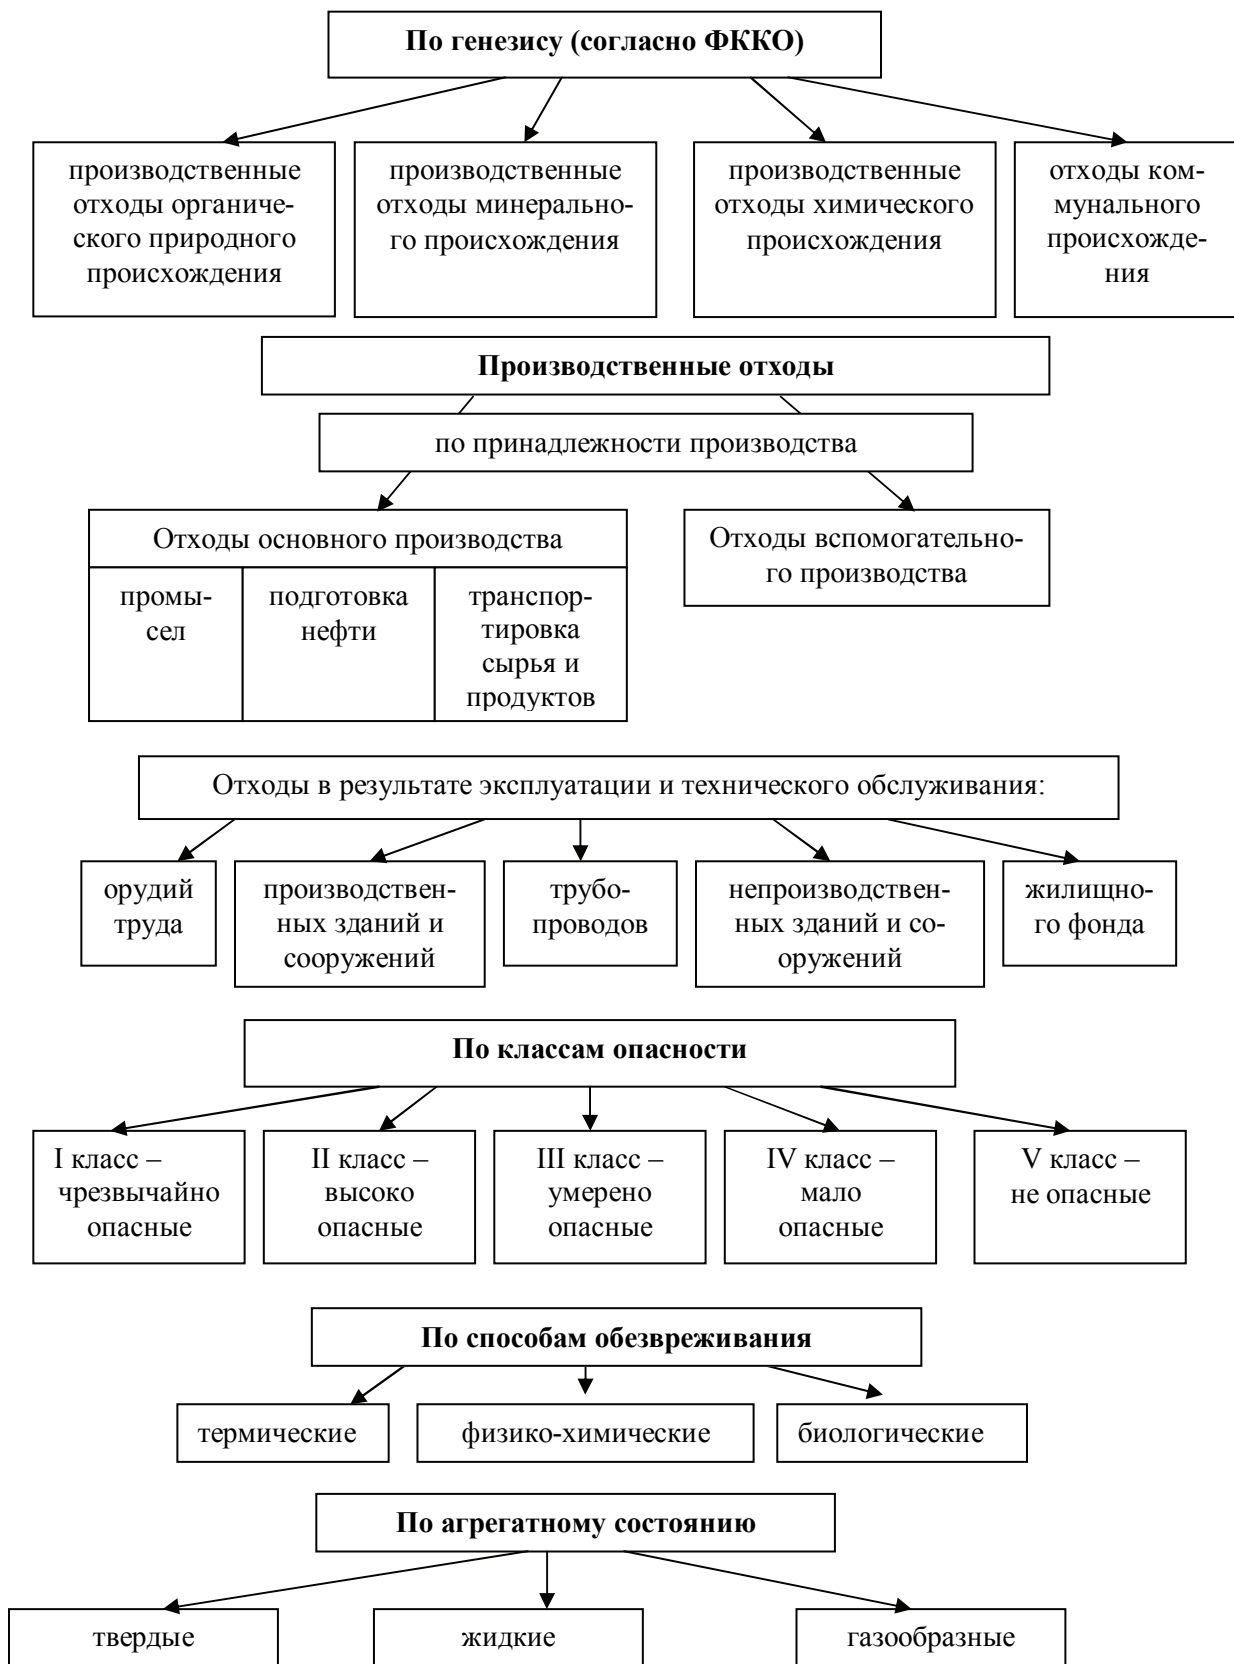 По генезису (согласно ФККО)
производственные
отходы органиче-
ского природного
происхождения
производственные
отходы минерально-
го происхождения
производственные
отходы химического
происхождения
отходы ком-
мунального
происхожде-
ния
Производственные отходы
по принадлежности производства
Отходы основного производства
промы-
сел
подготовка
нефти
транспор-
тировка
сырья и
продуктов
Отходы вспомогательно-
го производства
Отходы в результате эксплуатации и технического обслуживания:
орудий
труда
производствен-
ных зданий и
сооружений
трубо-
проводов
непроизводствен-
ных зданий и со-
оружений
жилищно-
го фонда
По классам опасности
I класс –
чрезвычайно
опасные
II класс –
высоко
опасные
III класс –
умерено
опасные
IV класс –
мало
опасные
V класс –
не опасные
По способам обезвреживания
термические
физико-химические
биологические
По агрегатному состоянию
твердые
жидкие
газообразные